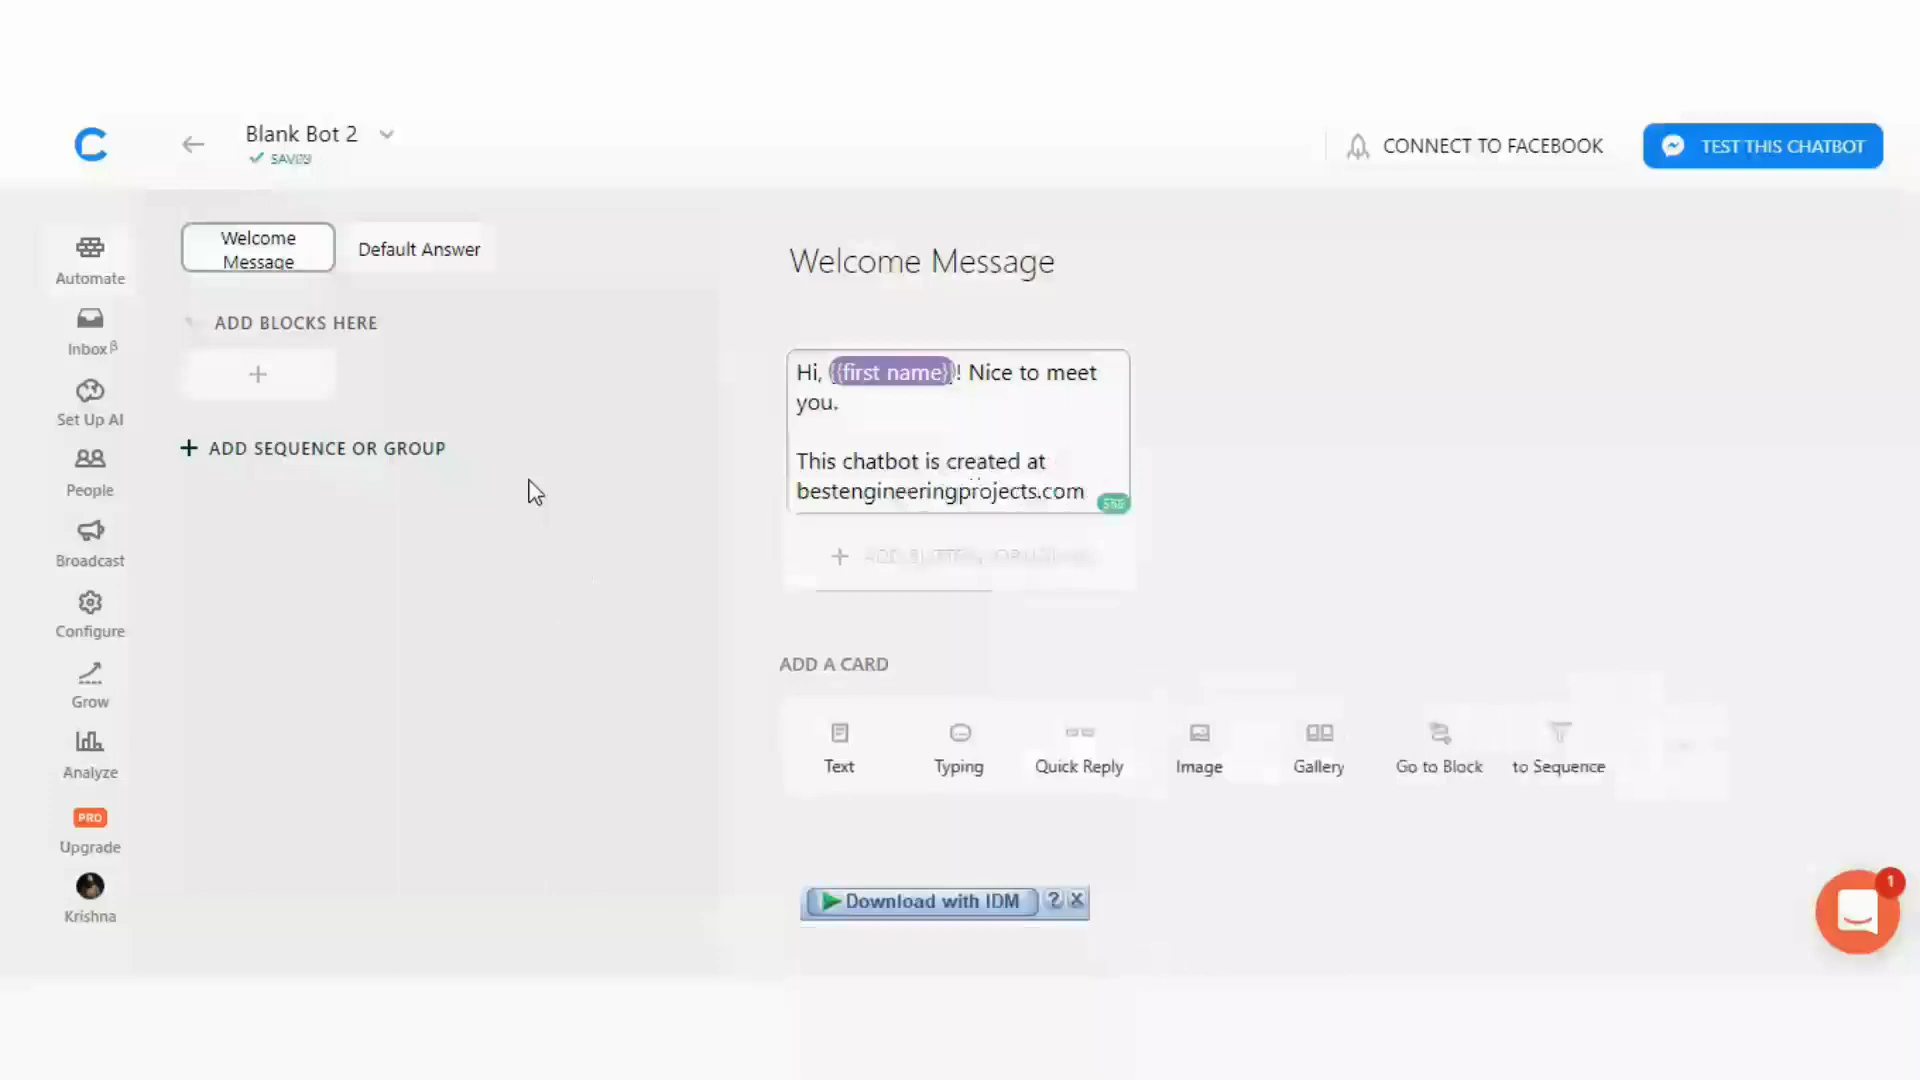 Blank Bot 2
CONNECT TO FACEBOOK
TEST THIS CHATBOT
Automate
Inbox β
Set Up AI
People
Broadcast
Configure
Grow
Analyze
PRO
Upgrade
Krishna
Welcome
Message
Default Answer
ADD BLOCKS HERE
+
+ ADD SEQUENCE OR GROUP
Welcome Message
Hi, {{first name}}! Nice to meet
you.
This chatbot is created at
bestengineeringprojects.com
+ ADD
ADD A CARD
Text
Typing
Quick Reply
Image
Gallery
Go to Block
to Sequence
Download with IDM ? X
1